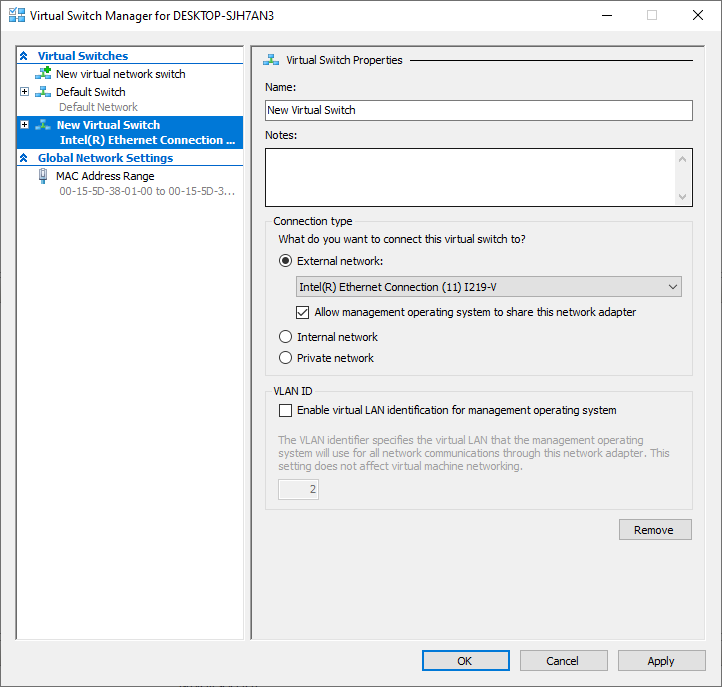 Virtual Switch Manager for DESKTOP-SJH7AN3
Virtual Switches
New virtual network switch
Default Switch
Default Network
New Virtual Switch
Intel(R) Ethernet Connection ...
Global Network Settings
MAC Address Range
00-15-5D-38-01-00 to 00-15-5D-3...
Virtual Switch Properties
Name:
New Virtual Switch
Notes:
Connection type
What do you want to connect this virtual switch to?
External network:
Intel(R) Ethernet Connection (11) I219-V
Allow management operating system to share this network adapter
Internal network
Private network
VLAN ID
Enable virtual LAN identification for management operating system
The VLAN identifier specifies the virtual LAN that the management operating
system will use for all network communications through this network adapter. This
setting does not affect virtual machine networking.
2
Remove
OK
Cancel
Apply